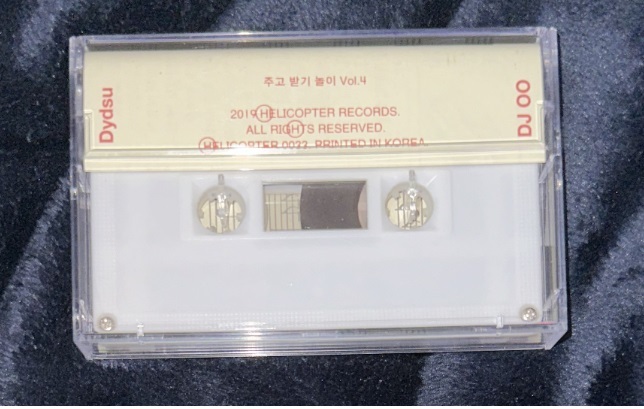 주고 받기 놀이 Vol.4
Dydsu
2019 HELICOPTER RECORDS.
ALL RIGHTS RESERVED.
HELICOPTER 0033. PRINTED IN KOREA.
DJ OO